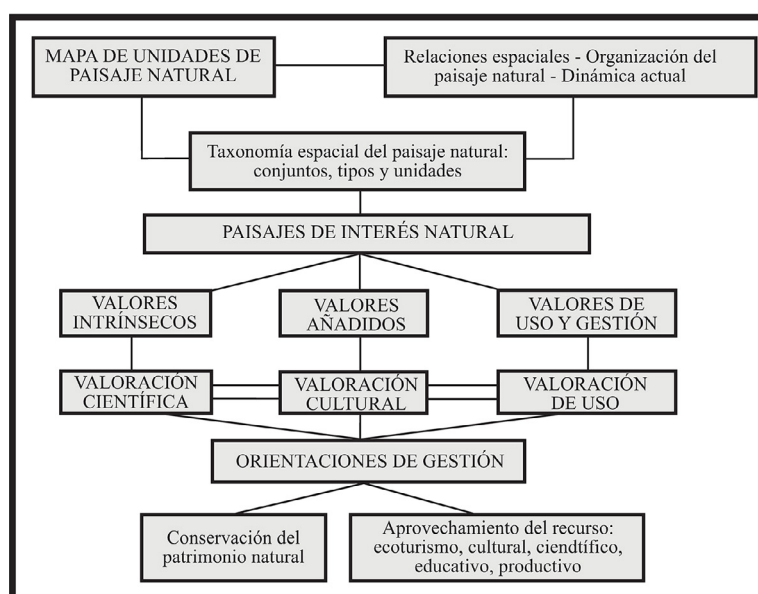 MAPA DE UNIDADES DE
PAISAJE NATURAL
Relaciones espaciales - Organización del
paisaje natural - Dinámica actual
Taxonomía espacial del paisaje natural:
conjuntos, tipos y unidades
PAISAJES DE INTERÉS NATURAL
VALORES
INTRÍNSECOS
VALORES
AÑADIDOS
VALORES DE
USO Y GESTIÓN
VALORACIÓN
CIENTÍFICA
VALORACIÓN
CULTURAL
VALORACIÓN
DE USO
ORIENTACIONES DE GESTIÓN
Conservación del
patrimonio natural
Aprovechamiento del recurso:
ecoturismo, cultural, ciendtífico,
educativo, productivo